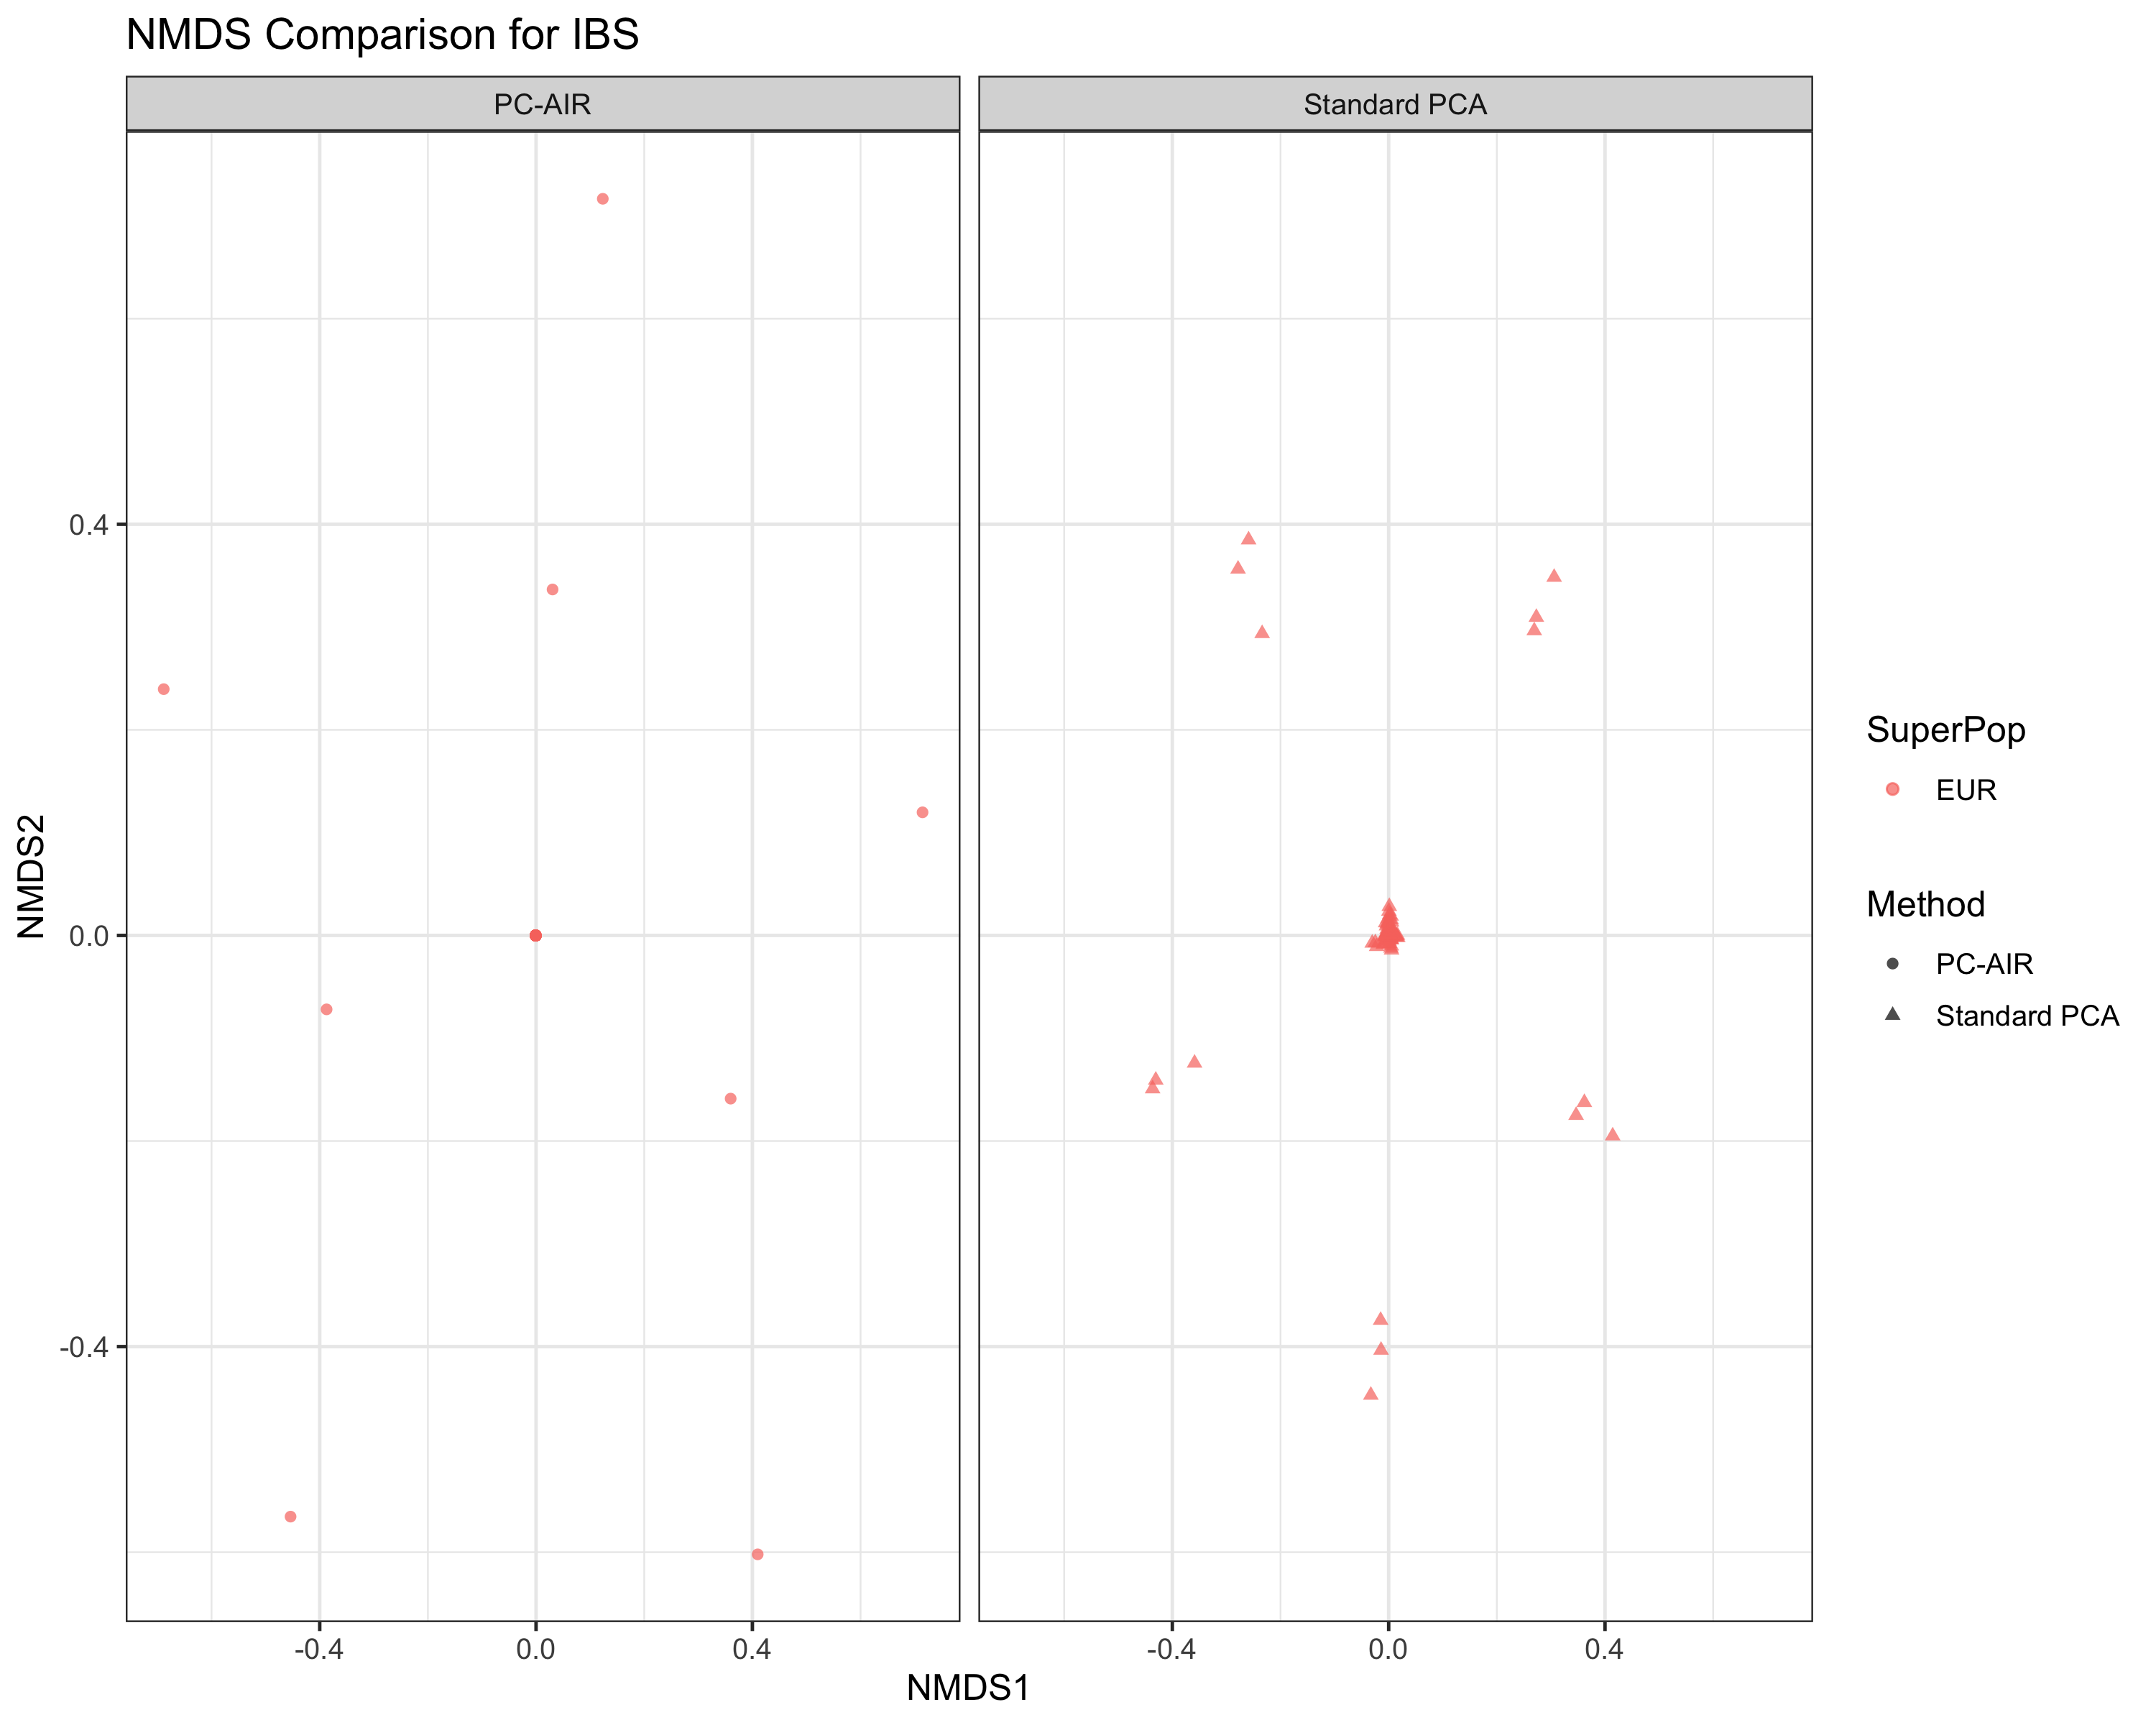 NMDS Comparison for IBS
PC-AIR
Standard PCA
NMDS2
0.4
0.0
-0.4
-0.4
0.0
0.4
-0.4
0.0
0.4
NMDS1
SuperPop
EUR
Method
PC-AIR
Standard PCA